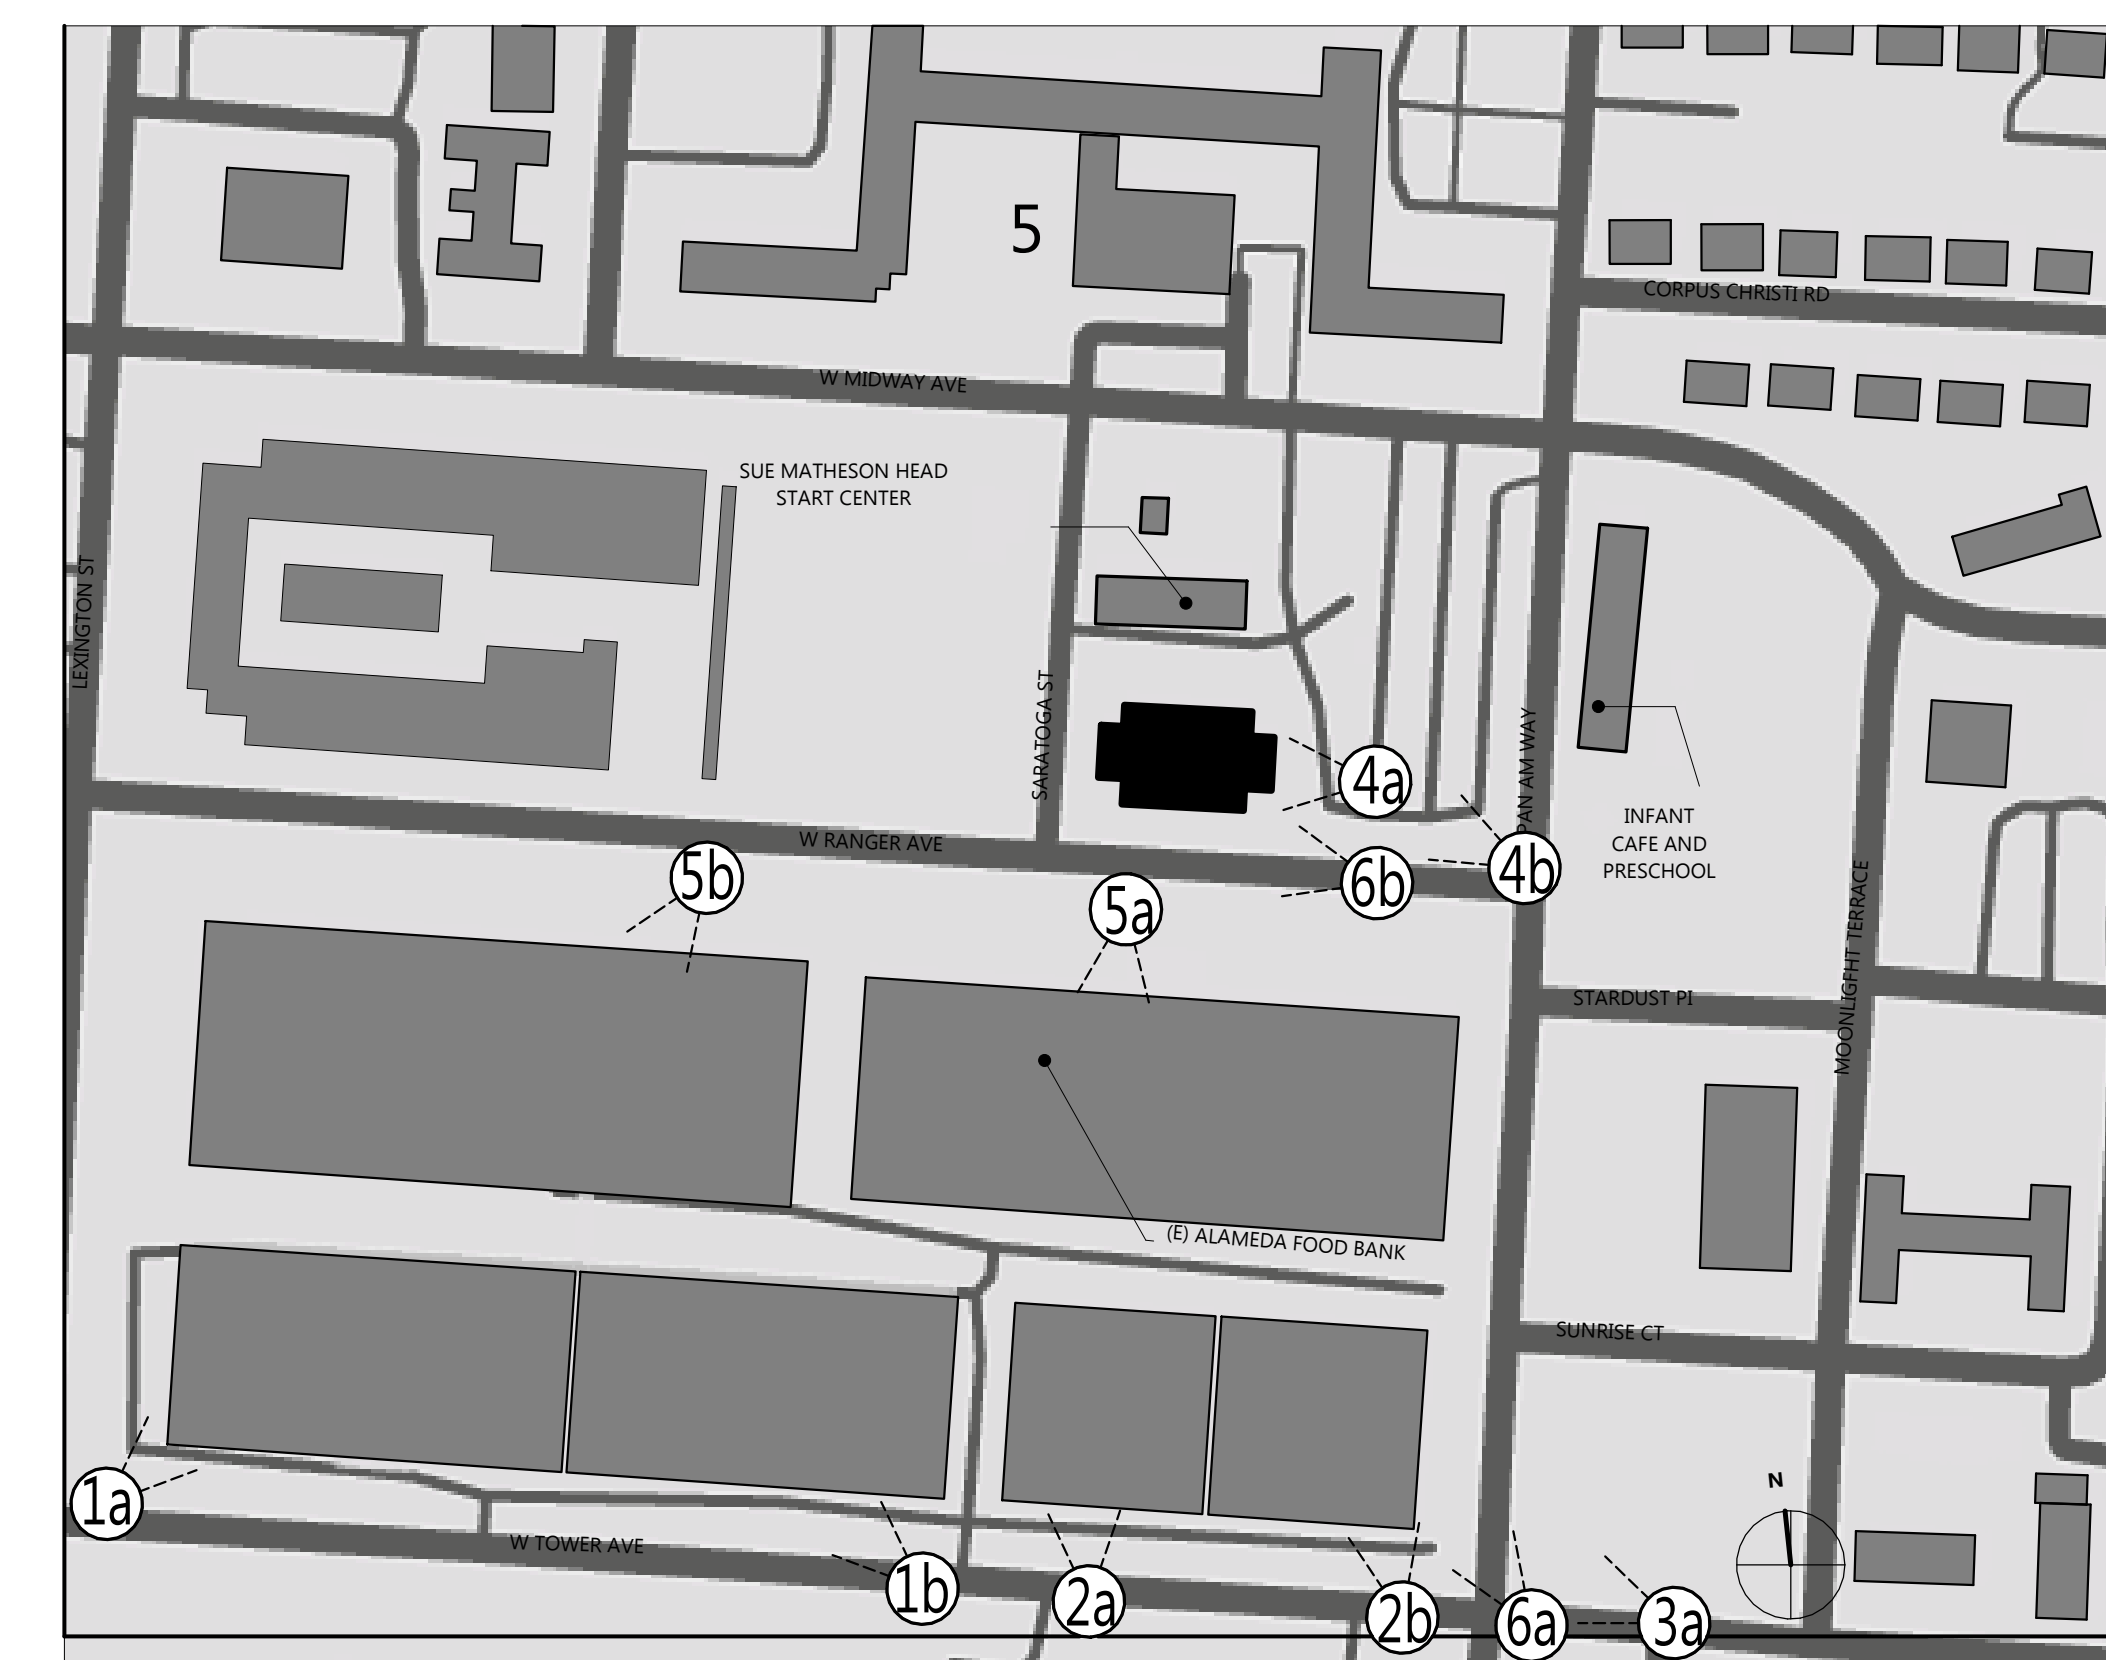 5
CORPUS CHRISTI RD
W MIDWAY AVE
SUE MATHESON HEAD
START CENTER
LEXINGTON ST
SARATOGA ST
PAN AM WAY
4a
INFANT
CAFE AND
PRESCHOOL
W RANGER AVE
5b
6b
4b
5a
MOONLIFHT TERRACE
STARDUST PI
(E) ALAMEDA FOOD BANK
SUNRISE CT
N
1a
W TOWER AVE
1b
2a
2b
6a
3a